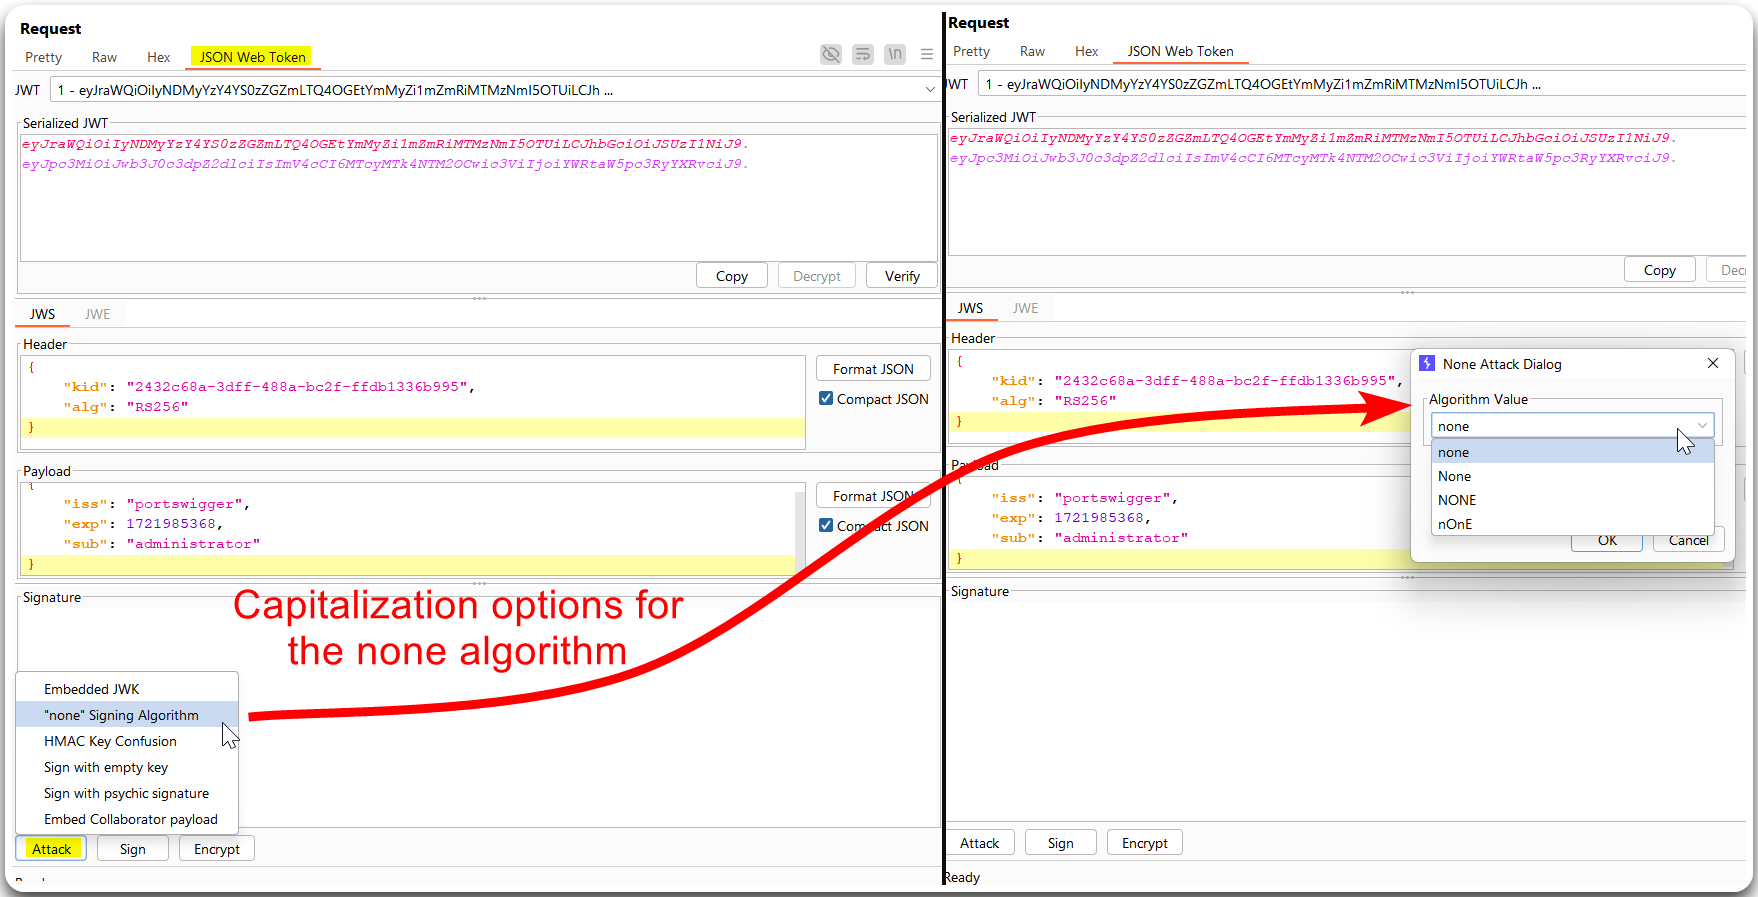 Request
Pretty
Raw
Hex
JSON Web Token
\n
JWT
1 - eyJraWQiOiIyNDMyYzY4YS0zZGZmLTQ4OGEtYmMyZi1mZmRiMTMzNmI5OTUiLCJh ...
Serialized JWT
eyJraWQiOiIyNDMyYzY4YS0zZGZmLTQ4OGEtYmMyZi1mZmRiMTMzNmI5OTUiLCJhbGciOiJSUzI1NiJ9.
eyJpc3MiOiJwb3J0c3dpZ2dlciIsImV4cCI6MTcyMTk4NTM2OCwic3ViIjoiYWRtaW5pc3RyYXRvciJ9.
Copy
Decrypt
Verify
JWS
JWE
Header
{
"kid": "2432c68a-3dff-488a-bc2f-ffdb1336b995",
"alg": "RS256"
}
Format JSON
Compact JSON
Payload
{
"iss": "portswigger",
"exp": 1721985368,
"sub": "administrator"
}
Format JSON
Compact JSON
Signature
Capitalization options for
the none algorithm
Embedded JWK
"none" Signing Algorithm
HMAC Key Confusion
Sign with empty key
Sign with psychic signature
Embed Collaborator payload
Attack
Sign
Encrypt
Request
Pretty
Raw
Hex
JSON Web Token
JWT
1 - eyJraWQiOiIyNDMyYzY4YS0zZGZmLTQ4OGEtYmMyZi1mZmRiMTMzNmI5OTUiLCJh ...
Serialized JWT
eyJraWQiOiIyNDMyYzY4YS0zZGZmLTQ4OGEtYmMyZi1mZmRiMTMzNmI5OTUiLCJhbGciOiJSUzI1NiJ9.
eyJpc3MiOiJwb3J0c3dpZ2dlciIsImV4cCI6MTcyMTk4NTM2OCwic3ViIjoiYWRtaW5pc3RyYXRvciJ9.
Copy
Decr
JWS
JWE
Header
{
"kid": "2432c68a-3dff-488a-bc2f-ffdb1336b995",
"alg": "RS256"
}
Payload
{
"iss": "portswigger",
"exp": 1721985368,
"sub": "administrator"
}
None Attack Dialog
Algorithm Value
none
none
None
NONE
nOnE
OK
Cancel
Signature
Attack
Sign
Encrypt
Ready